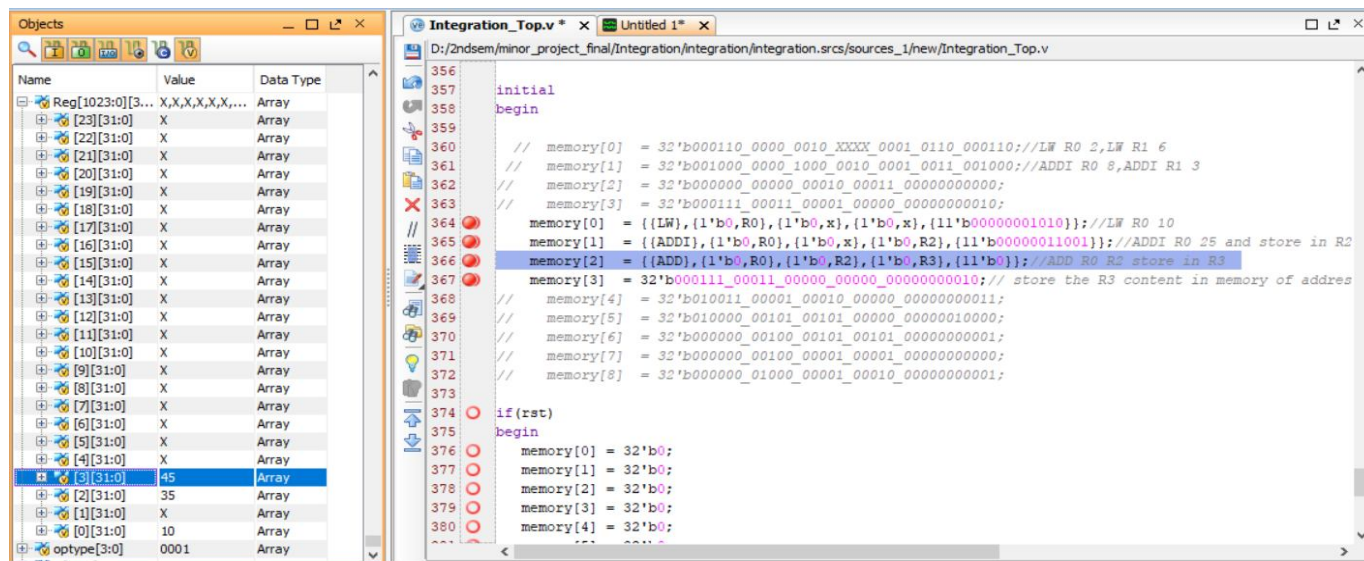 Objects
Name Value Data Type
Reg[1023:0][3... X,X,X,X,X,X,... Array
[23][31:0] X Array
[22][31:0] X Array
[21][31:0] X Array
[20][31:0] X Array
[19][31:0] X Array
[18][31:0] X Array
[17][31:0] X Array
[16][31:0] X Array
[15][31:0] X Array
[14][31:0] X Array
[13][31:0] X Array
[12][31:0] X Array
[11][31:0] X Array
[10][31:0] X Array
[9][31:0] X Array
[8][31:0] X Array
[7][31:0] X Array
[6][31:0] X Array
[5][31:0] X Array
[4][31:0] X Array
[3][31:0] 45 Array
[2][31:0] 35 Array
[1][31:0] X Array
[0][31:0] 10 Array
optype[3:0] 0001 Array
Integration_Top.v * Untitled 1*
D:/2ndsem/minor_project_final/Integration/integration/integration.srcs/sources_1/new/Integration_Top.v
356
357 initial
358 begin
359
360 // memory[0] = 32'b000110_0000_0010_XXXX_0001_0110_000110;//LW R0 2,LW R1 6
361 // memory[1] = 32'b001000_0000_1000_0010_0001_0011_001000;//ADDI R0 8,ADDI R1 3
362 // memory[2] = 32'b000000_00000_00010_00011_00000000000;
363 // memory[3] = 32'b000111_00011_00001_00000_00000000010;
364 memory[0] = {{LW},{1'b0,R0},{1'b0,x},{1'b0,x},{11'b00000001010}};//LW R0 10
365 memory[1] = {{ADDI},{1'b0,R0},{1'b0,x},{1'b0,R2},{11'b00000011001}};//ADDI R0 25 and store in R2
366 memory[2] = {{ADD},{1'b0,R0},{1'b0,R2},{1'b0,R3},{11'b0}};//ADD R0 R2 store in R3
367 memory[3] = 32'b000111_00011_00000_00000_00000000010;// store the R3 content in memory of addres
368 // memory[4] = 32'b010011_00001_00010_00000_00000000011;
369 // memory[5] = 32'b010000_00101_00101_00000_00000010000;
370 // memory[6] = 32'b000000_00100_00101_00101_00000000001;
371 // memory[7] = 32'b000000_00100_00001_00001_00000000000;
372 // memory[8] = 32'b000000_01000_00001_00010_00000000001;
373
374 if(rst)
375 begin
376 memory[0] = 32'b0;
377 memory[1] = 32'b0;
378 memory[2] = 32'b0;
379 memory[3] = 32'b0;
380 memory[4] = 32'b0;